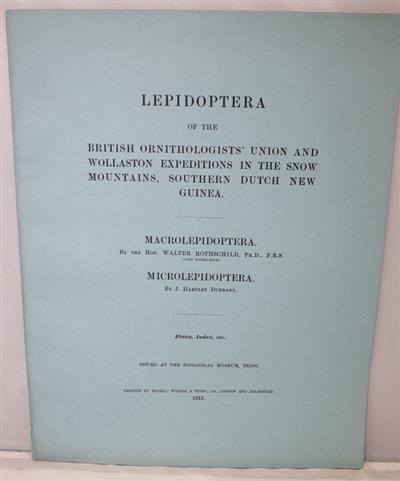 LEPIDOPTERA
OF THE
BRITISH ORNITHOLOGISTS' UNION AND
WOLLASTON EXPEDITIONS IN THE SNOW
MOUNTAINS, SOUTHERN DUTCH NEW
GUINEA.
MACROLEPIDOPTERA.
BY THE HON. WALTER ROTHSCHILD, PH.D., F.R.S.
(LORD ROTHSCHILD)
MICROLEPIDOPTERA.
BY J. HARTLEY DURRANT.
Plates, Index, etc.
ISSUED AT THE ZOOLOGICAL MUSEUM, TRING.
PRINTED BY HAZELL, WATSON & VINEY, LD., LONDON AND AYLESBURY
1915.